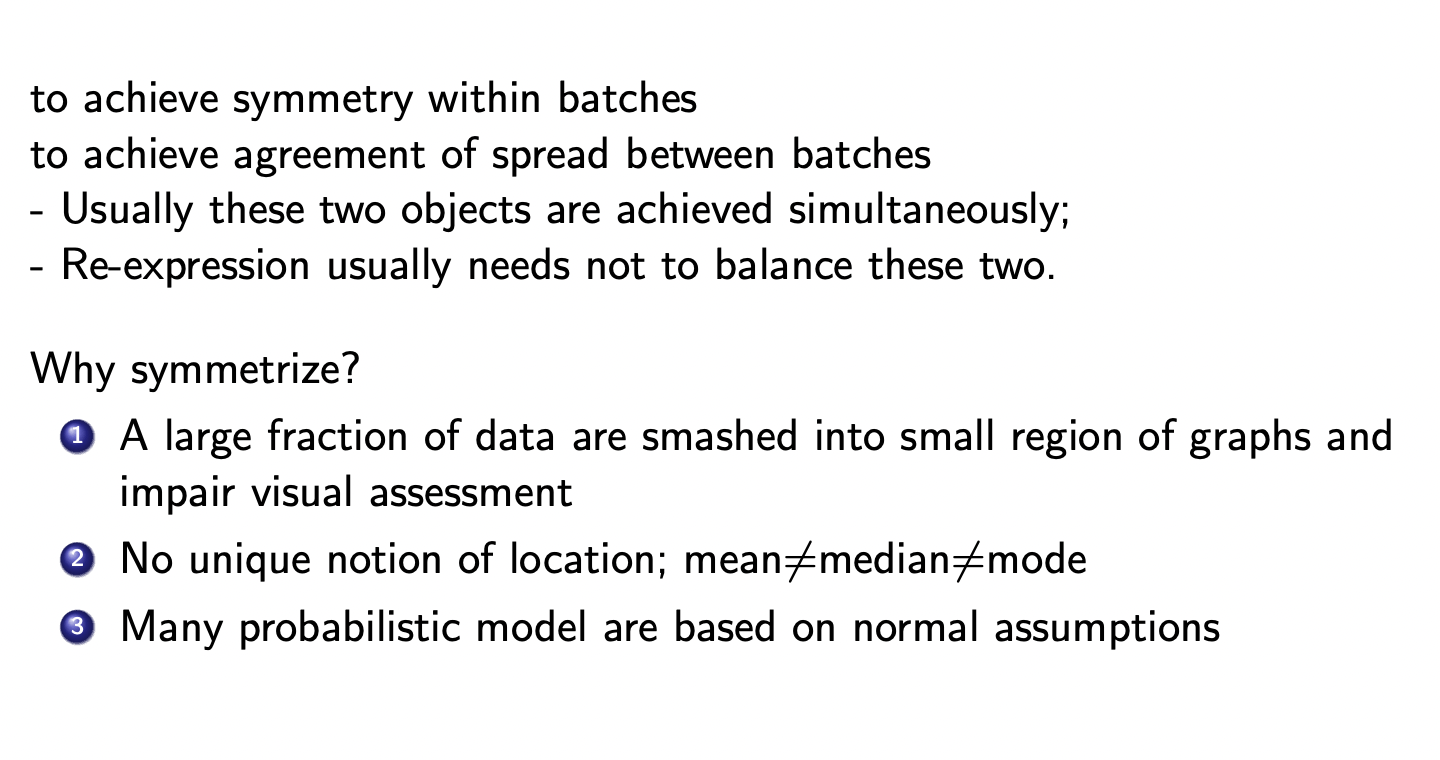 to achieve symmetry within batches
to achieve agreement of spread between batches
- Usually these two objects are achieved simultaneously;
- Re-expression usually needs not to balance these two.
Why symmetrize?
1 A large fraction of data are smashed into small region of graphs and
impair visual assessment
2 No unique notion of location; mean≠median≠mode
3 Many probabilistic model are based on normal assumptions